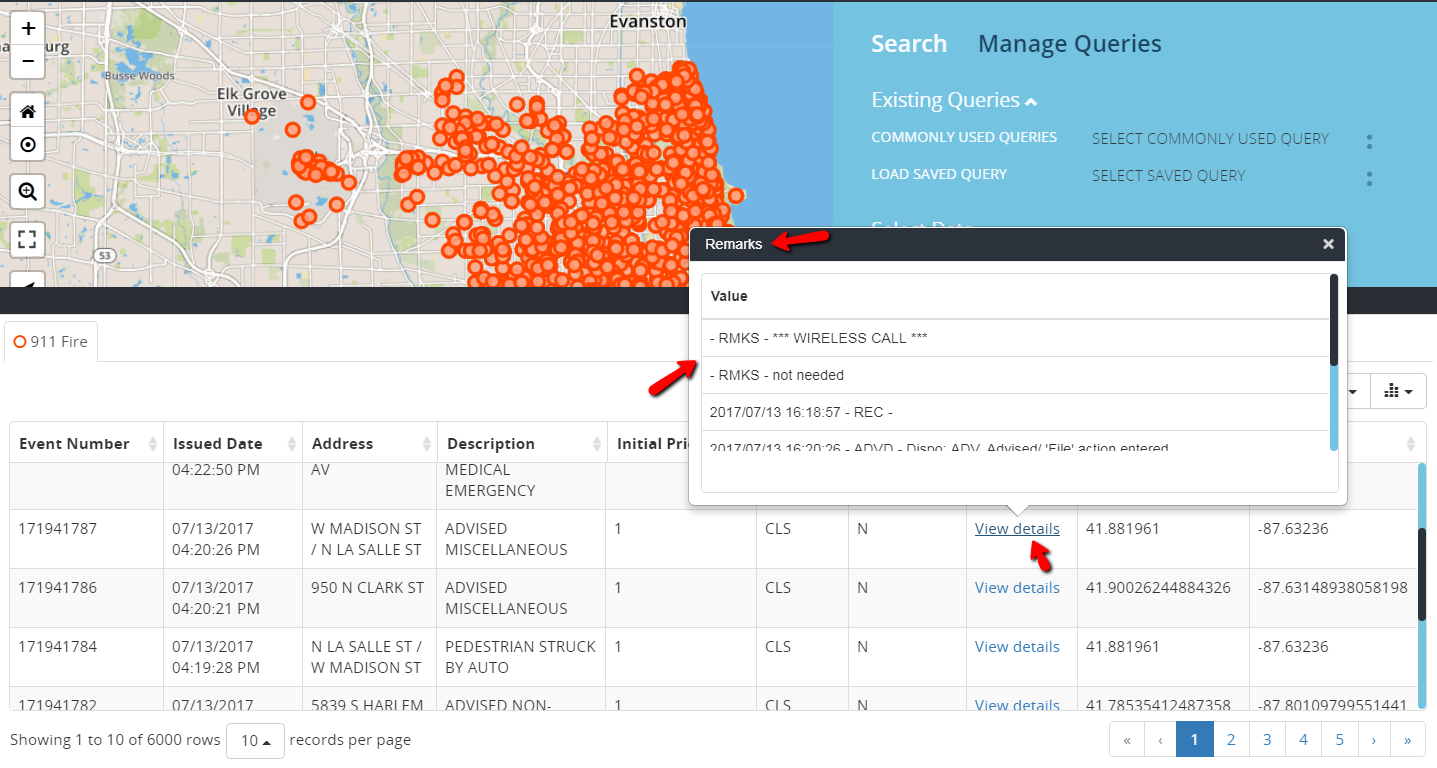 Evanston
Busse Woods
Elk Grove
Village
53
+
−
Search Manage Queries
Existing Queries
COMMONLY USED QUERIES SELECT COMMONLY USED QUERY
LOAD SAVED QUERY SELECT SAVED QUERY
Remarks ×
Value
- RMKS - *** WIRELESS CALL ***
- RMKS - not needed
2017/07/13 16:18:57 - REC -
2017/07/13 16:20:26 - ADVD - Dispo: ADV, Advised/ 'File' action entered
911 Fire
Event Number Issued Date Address Description Initial Pri
04:22:50 PM AV MEDICAL
EMERGENCY
171941787 07/13/2017 W MADISON ST ADVISED 1 CLS N View details 41.881961 -87.63236
04:20:26 PM / N LA SALLE ST MISCELLANEOUS
171941786 07/13/2017 950 N CLARK ST ADVISED 1 CLS N View details 41.90026244884326 -87.63148938058198
04:20:21 PM MISCELLANEOUS
171941784 07/13/2017 N LA SALLE ST / PEDESTRIAN STRUCK 1 CLS N View details 41.881961 -87.63236
04:19:28 PM W MADISON ST BY AUTO
171941782 07/13/2017 5839 S HARLEM ADVISED NON- 1 CLS N View details 41.78535412487358 -87.80109799551441
Showing 1 to 10 of 6000 rows 10 records per page
« ‹ 1 2 3 4 5 › »